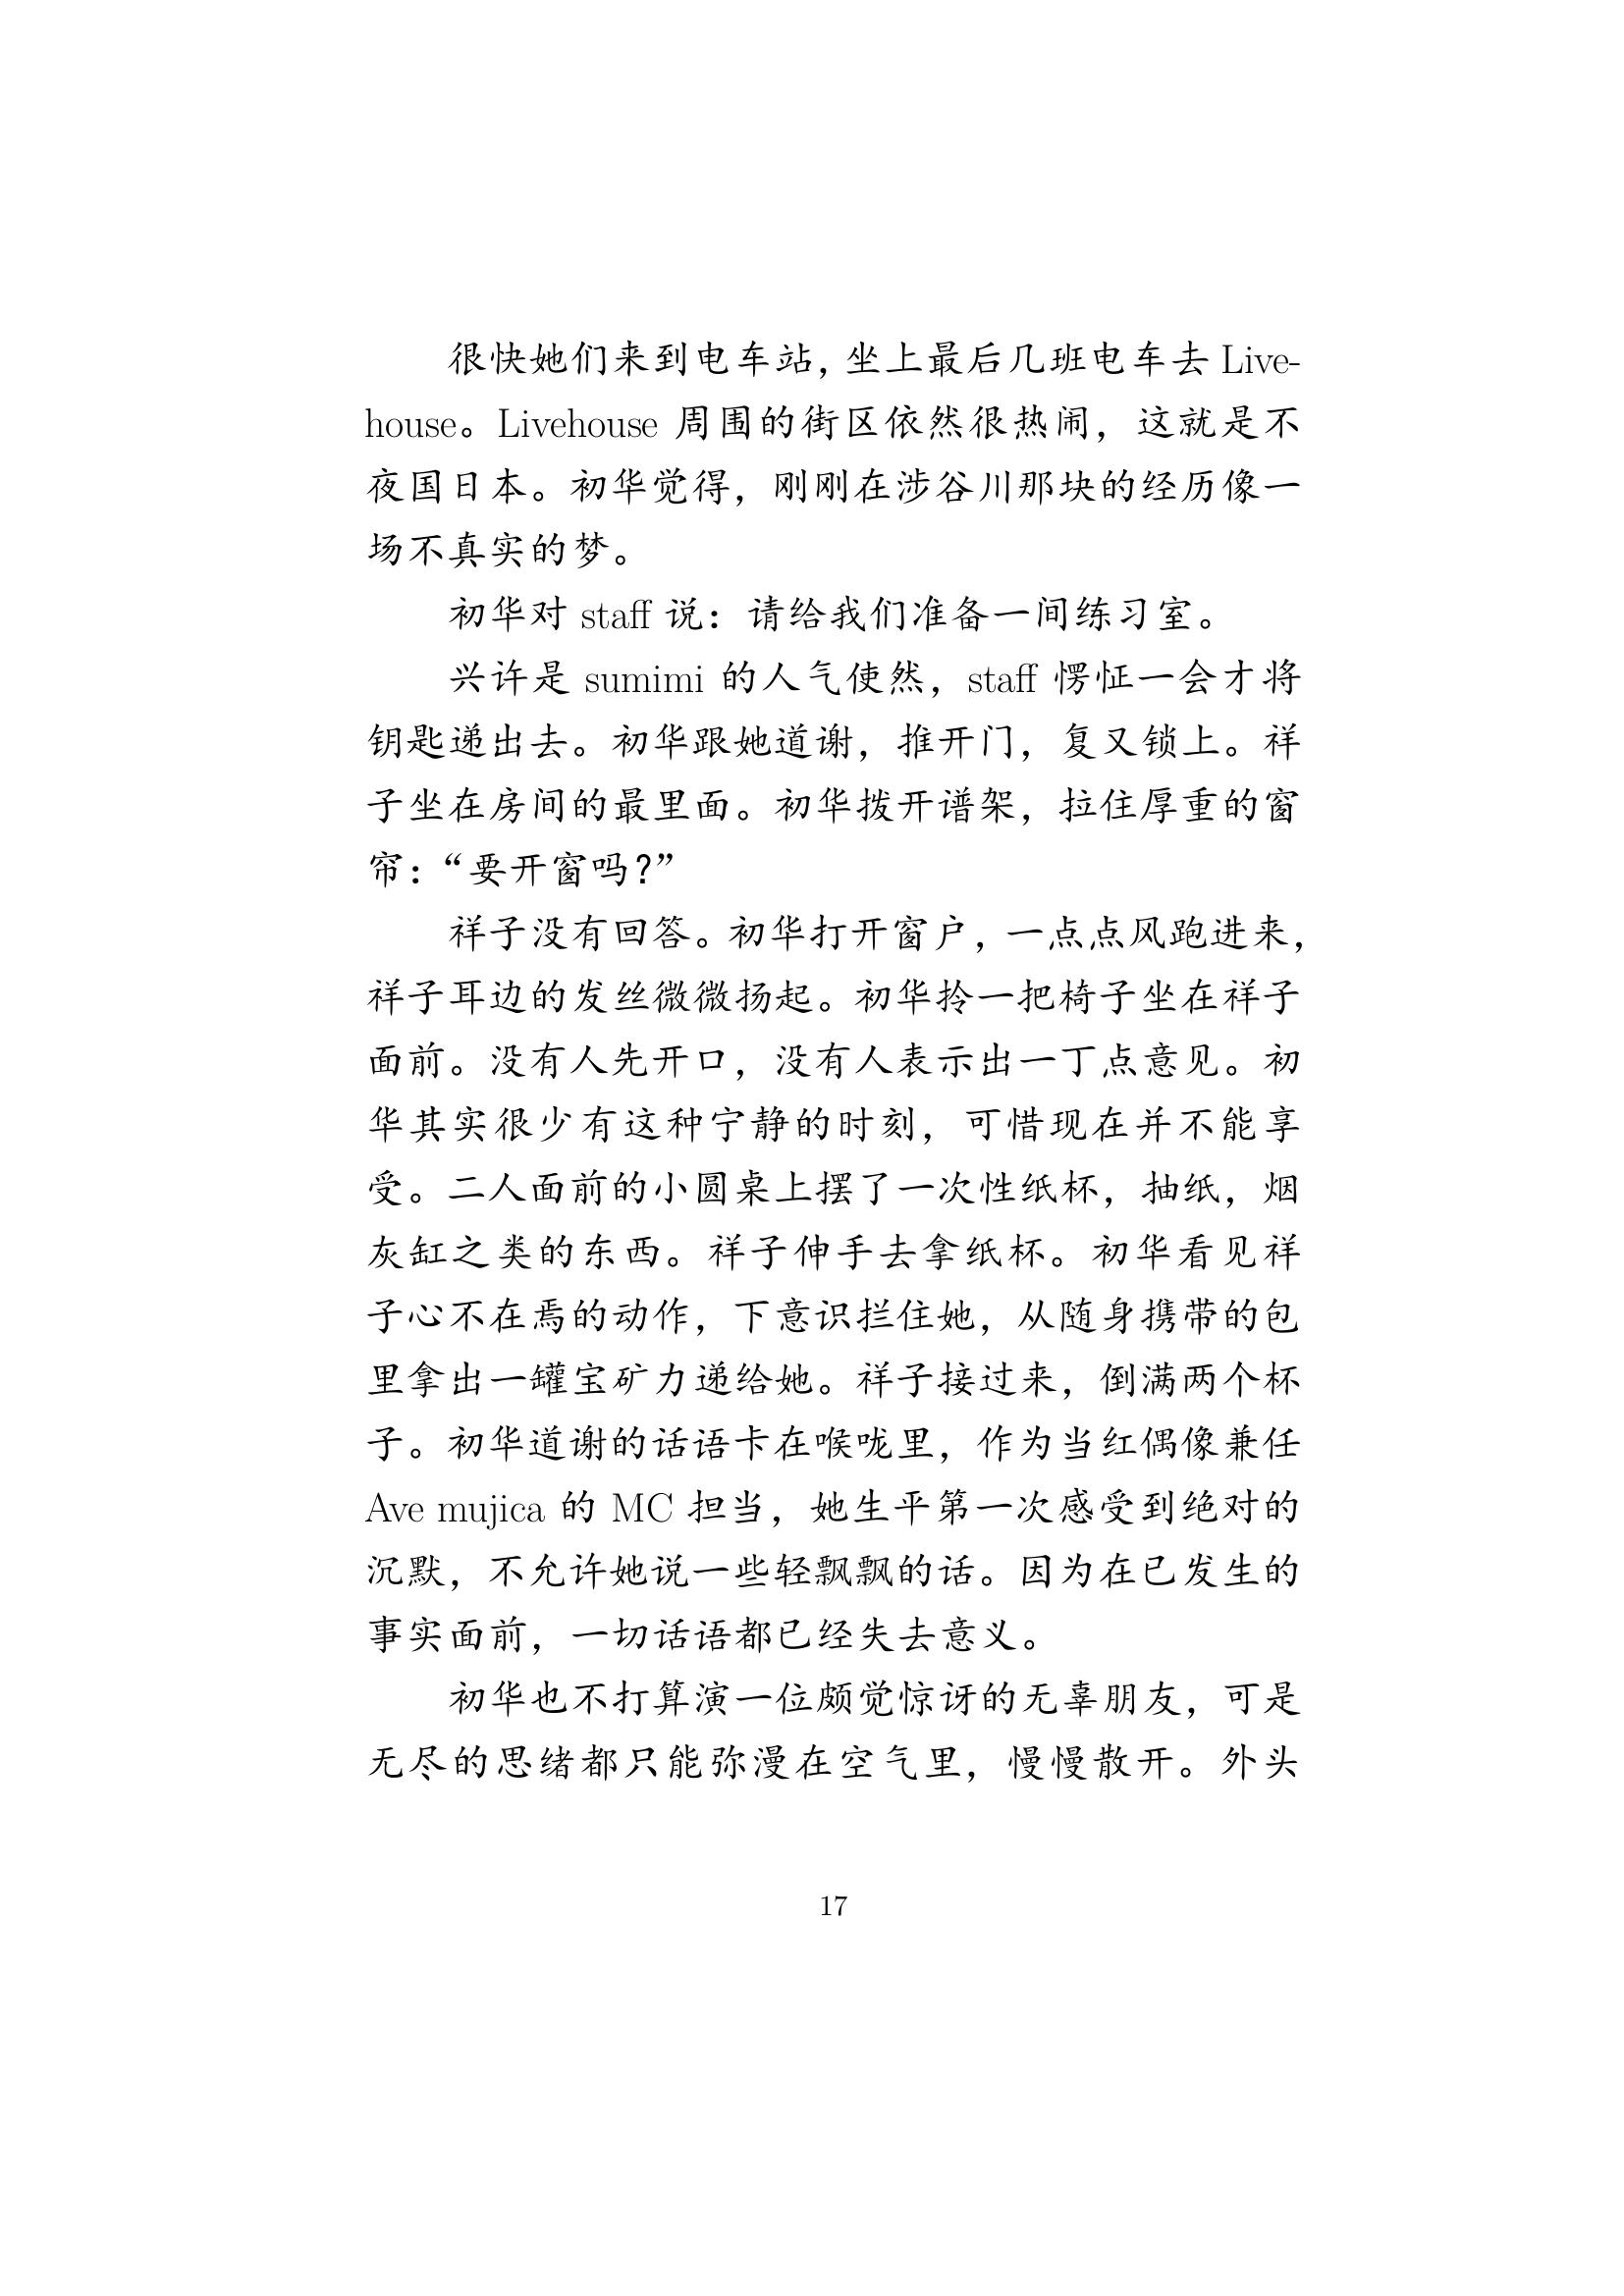 很快她们来到电车站，坐上最后几班电车去 Live-
house。Livehouse 周围的街区依然很热闹，这就是不
夜国日本。初华觉得，刚刚在涉谷川那块的经历像一
场不真实的梦。
初华对 staff 说：请给我们准备一间练习室。
兴许是 sumimi 的人气使然，staff 愣怔一会才将
钥匙递出去。初华跟她道谢，推开门，复又锁上。祥
子坐在房间的最里面。初华拨开谱架，拉住厚重的窗
帘：“要开窗吗？”
祥子没有回答。初华打开窗户，一点点风跑进来，
祥子耳边的发丝微微扬起。初华拎一把椅子坐在祥子
面前。没有人先开口，没有人表示出一丁点意见。初
华其实很少有这种宁静的时刻，可惜现在并不能享
受。二人面前的小圆桌上摆了一次性纸杯，抽纸，烟
灰缸之类的东西。祥子伸手去拿纸杯。初华看见祥
子心不在焉的动作，下意识拦住她，从随身携带的包
里拿出一罐宝矿力递给她。祥子接过来，倒满两个杯
子。初华道谢的话语卡在喉咙里，作为当红偶像兼任
Ave mujica 的 MC 担当，她生平第一次感受到绝对的
沉默，不允许她说一些轻飘飘的话。因为在已发生的
事实面前，一切话语都已经失去意义。
初华也不打算演一位颇觉惊讶的无辜朋友，可是
无尽的思绪都只能弥漫在空气里，慢慢散开。外头
17